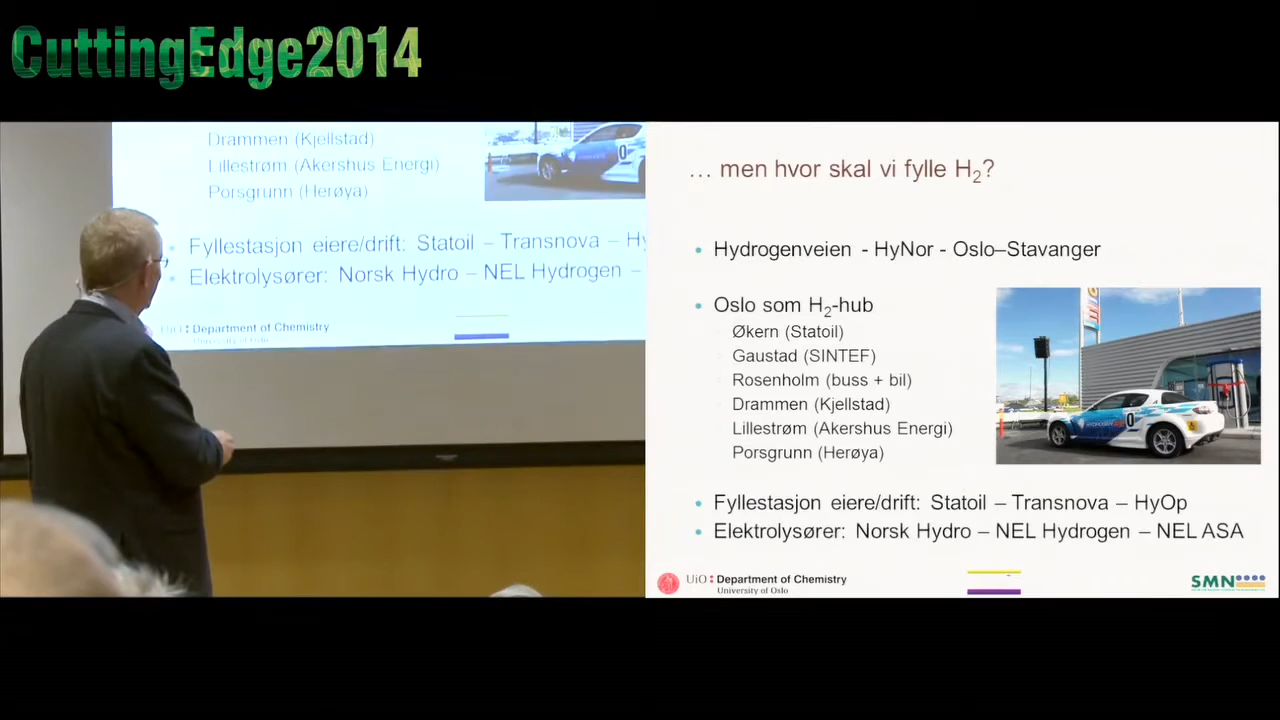 CuttingEdge2014
Drammen (Kjellstad)
Lillestrøm (Akershus Energi)
Porsgrunn (Herøya)
Fyllestasjon eiere/drift: Statoil – Transnova – Hy
Elektrolysører: Norsk Hydro – NEL Hydrogen –
UiO: Department of Chemistry
University of Oslo
... men hvor skal vi fylle H₂?
• Hydrogenveien - HyNor - Oslo–Stavanger
• Oslo som H₂-hub
Økern (Statoil)
Gaustad (SINTEF)
Rosenholm (buss + bil)
Drammen (Kjellstad)
Lillestrøm (Akershus Energi)
Porsgrunn (Herøya)
• Fyllestasjon eiere/drift: Statoil – Transnova – HyOp
• Elektrolysører: Norsk Hydro – NEL Hydrogen – NEL ASA
UiO: Department of Chemistry
University of Oslo
SMN